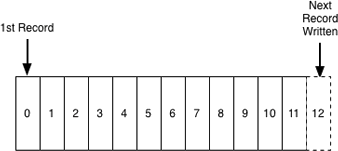 Next
Record
Written
1st Record
0 1 2 3 4 5 6 7 8 9 10 11 12